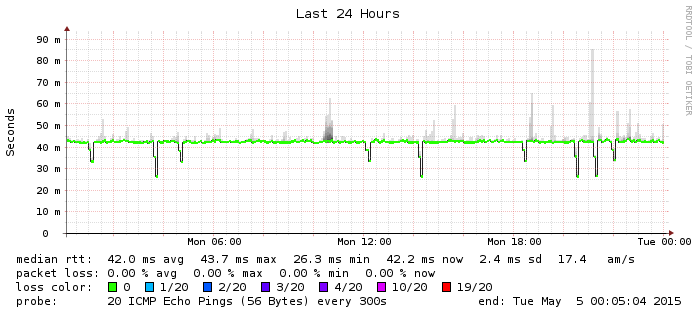 Last 24 Hours
RRDTOOL / TOBI OETIKER
Seconds
90 m
80 m
70 m
60 m
50 m
40 m
30 m
20 m
10 m
0
Mon 06:00 Mon 12:00 Mon 18:00 Tue 00:00
median rtt: 42.0 ms avg 43.7 ms max 26.3 ms min 42.2 ms now 2.4 ms sd 17.4 am/s
packet loss: 0.00 % avg 0.00 % max 0.00 % min 0.00 % now
loss color: 0 1/20 2/20 3/20 4/20 10/20 19/20
probe: 20 ICMP Echo Pings (56 Bytes) every 300s end: Tue May 5 00:05:04 2015